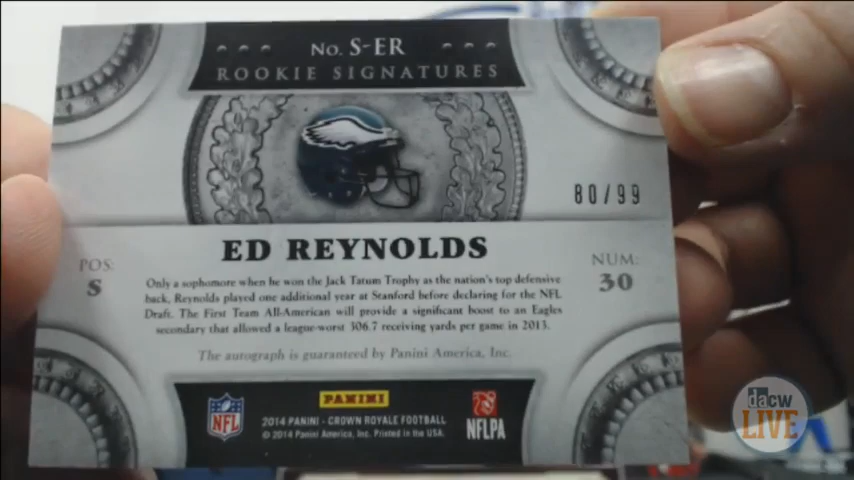 No. S-ER
ROOKIE SIGNATURES
80/99
ED REYNOLDS
POS:
S
NUM:
30
Only a sophomore when he won the Jack Tatum Trophy as the nation's top defensive
back, Reynolds played one additional year at Stanford before declaring for the NFL
Draft. The First Team All-American will provide a significant boost to an Eagles
secondary that allowed a league-worst 306.7 receiving yards per game in 2013.
The autograph is guaranteed by Panini America, Inc.
NFL
PANINI
2014 PANINI - CROWN ROYALE FOOTBALL
© 2014 Panini America, Inc. Printed in the USA.
NFLPA
dacw
LIVE